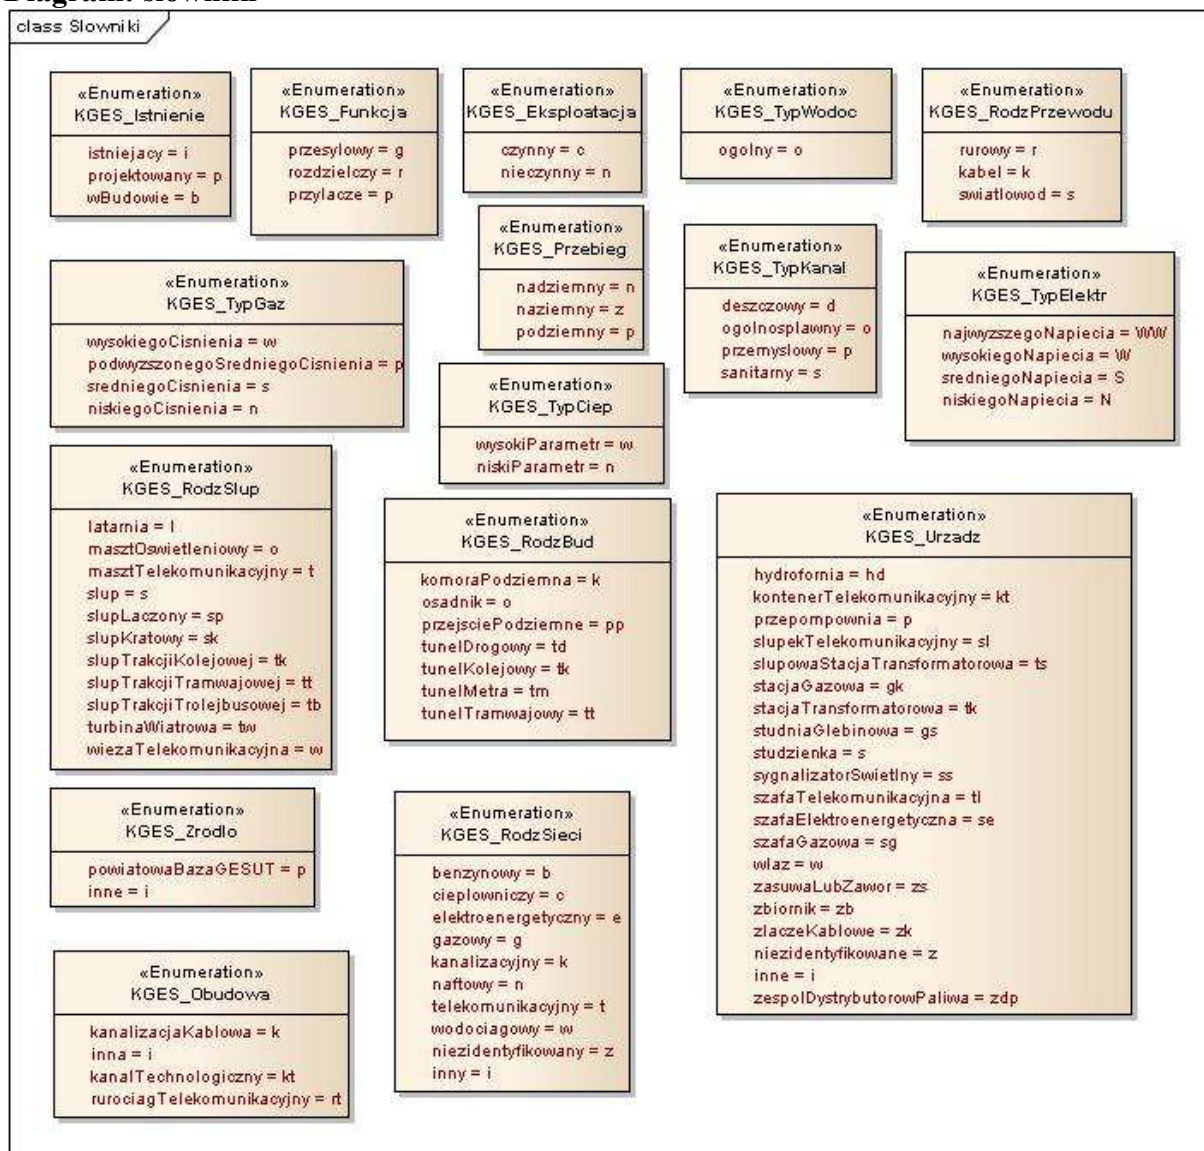 Diagram: słowniki
class Slowniki
«Enumeration»
KGES_Istnienie
istniejacy = i
projektowany = p
wBudowie = b
«Enumeration»
KGES_Funkcja
przesylowy = g
rozdzielczy = r
przylacze = p
«Enumeration»
KGES_Eksploatacja
czynny = c
nieczynny = n
«Enumeration»
KGES_TypWodoc
ogolny = o
«Enumeration»
KGES_RodzPrzewodu
rurowy = r
kabel = k
swiatlowod = s
«Enumeration»
KGES_Przebieg
nadziemny = n
naziemny = z
podziemny = p
«Enumeration»
KGES_TypKanal
deszczowy = d
ogolnosplawny = o
przemyslowy = p
sanitarny = s
«Enumeration»
KGES_TypElektr
najwyzszegoNapiecia = WW
wysokiegoNapiecia = W
sredniegoNapiecia = S
niskiegoNapiecia = N
«Enumeration»
KGES_TypGaz
wysokiegoCisnienia = w
podwyzszonegoSredniegoCisnienia = p
sredniegoCisnienia = s
niskiegoCisnienia = n
«Enumeration»
KGES_TypCiep
wysokiParametr = w
niskiParametr = n
«Enumeration»
KGES_RodzSlup
latarnia = l
masztOswietleniowy = o
masztTelekomunikacyjny = t
slup = s
slupLaczony = sp
slupKratowy = sk
slupTrakcjiKolejowej = tk
slupTrakcjiTramwajowej = tt
slupTrakcjiTrolejbusowej = tb
turbinaWiatrowa = tw
wiezaTelekomunikacyjna = w
«Enumeration»
KGES_RodzBud
komoraPodziemna = k
osadnik = o
przejsciePodziemne = pp
tunelDrogowy = td
tunelKolejowy = tk
tunelMetra = tm
tunelTramwajowy = tt
«Enumeration»
KGES_Urzadz
hydrofornia = hd
kontenerTelekomunikacyjny = kt
przepompownia = p
slupekTelekomunikacyjny = sl
slupowaStacjaTransformatorowa = ts
stacjaGazowa = gk
stacjaTransformatorowa = tk
studniaGlebinowa = gs
studzienka = s
sygnalizatorSwietlny = ss
szafaTelekomunikacyjna = tl
szafaElektroenergetyczna = se
szafaGazowa = sg
wlaz = w
zasuwaLubZawor = zs
zbiornik = zb
zlaczeKablowe = zk
niezidentyfikowane = z
inne = i
zespolDystrybutorowPaliwa = zdp
«Enumeration»
KGES_Zrodlo
powiatowaBazaGESUT = p
inne = i
«Enumeration»
KGES_RodzSieci
benzynowy = b
cieplowniczy = c
elektroenergetyczny = e
gazowy = g
kanalizacyjny = k
naftowy = n
telekomunikacyjny = t
wodociagowy = w
niezidentyfikowany = z
inny = i
«Enumeration»
KGES_Obudowa
kanalizacjaKablowa = k
inna = i
kanalTechnologiczny = kt
rurociagTelekomunikacyjny = rt